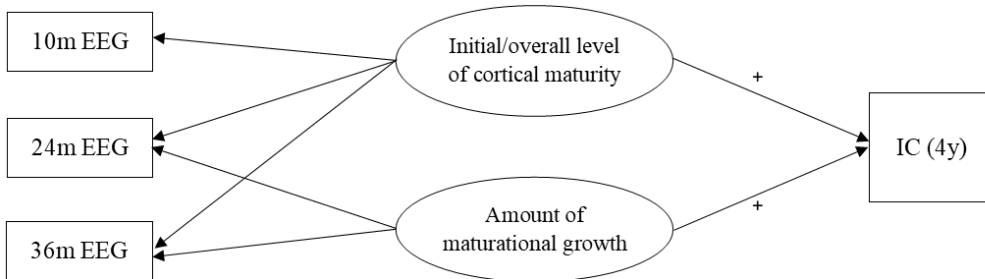 10m EEG
Initial/overall level
of cortical maturity
+
24m EEG
IC (4y)
36m EEG
Amount of
maturational growth
+